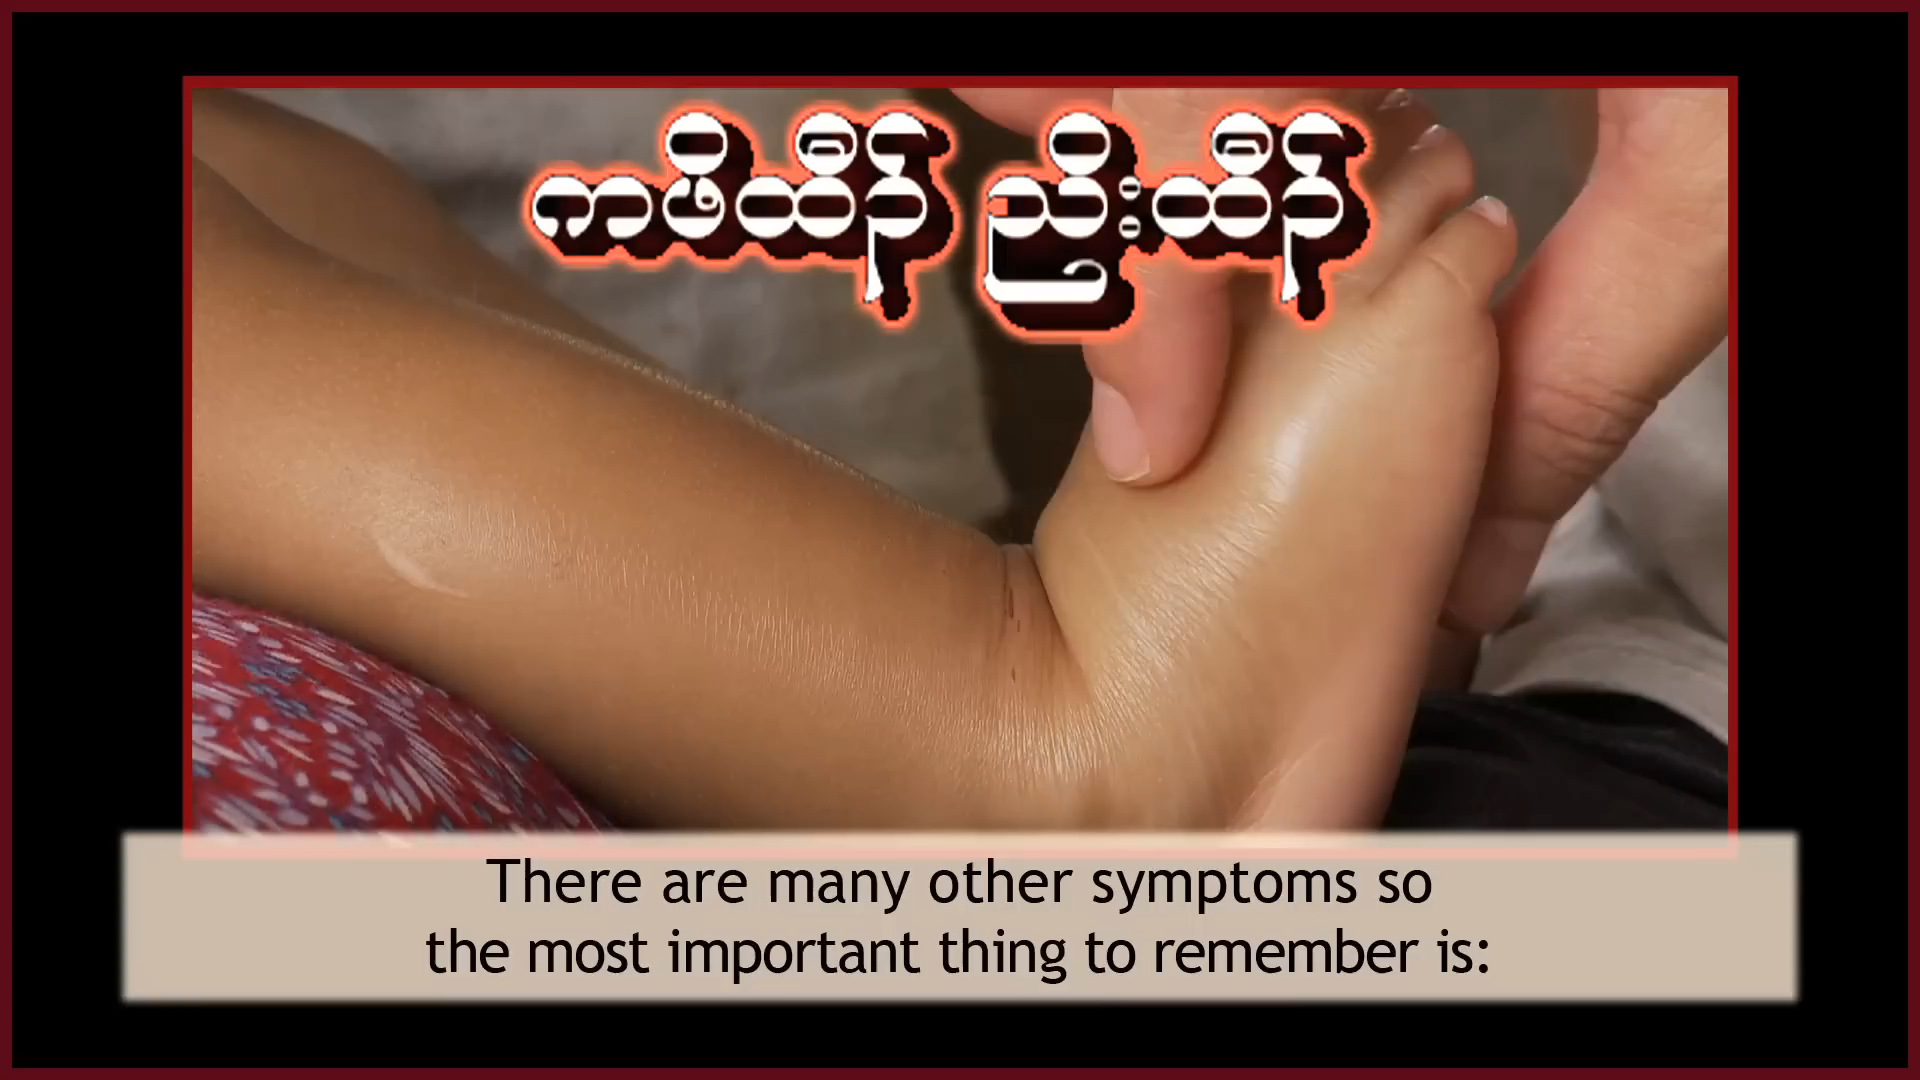 ကဖိထိၣ် ညိးထိၣ်
There are many other symptoms so
the most important thing to remember is: